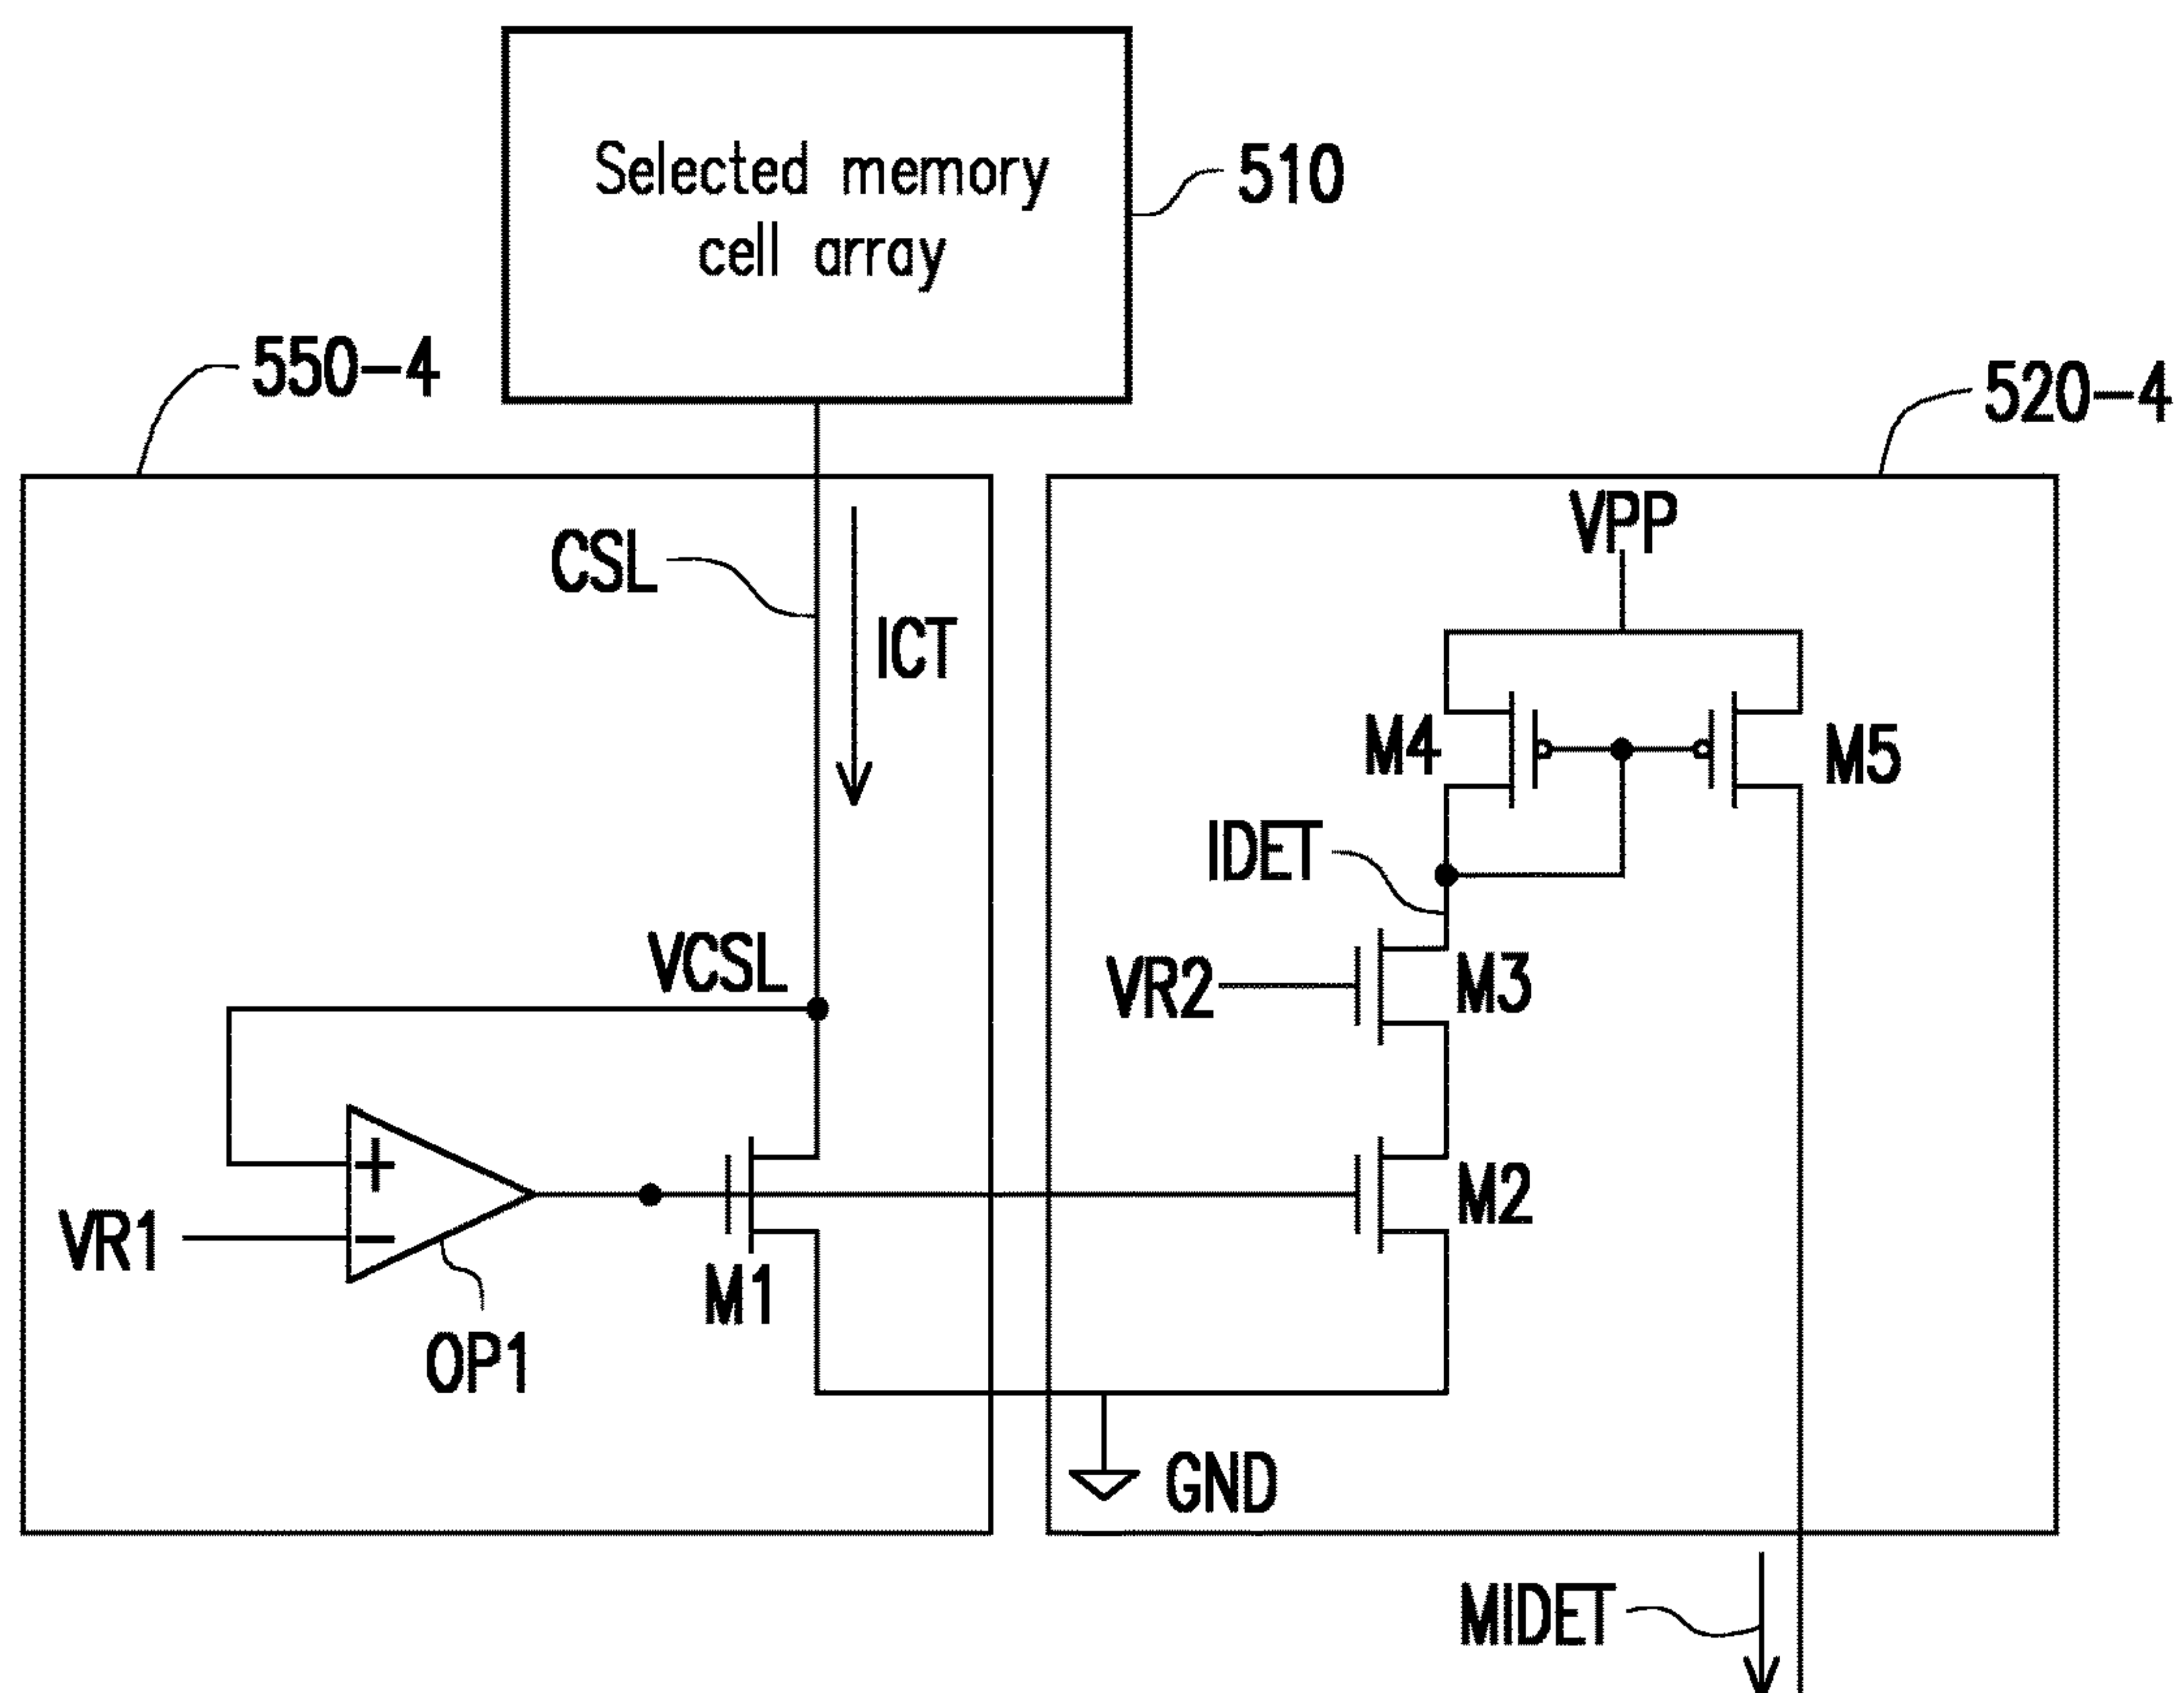 Selected memory
cell array
510
550-4
520-4
VPP
CSL
ICT
M4
M5
IDET
VCSL
VR2
M3
+
M2
VR1
−
M1
OP1
GND
MIDET